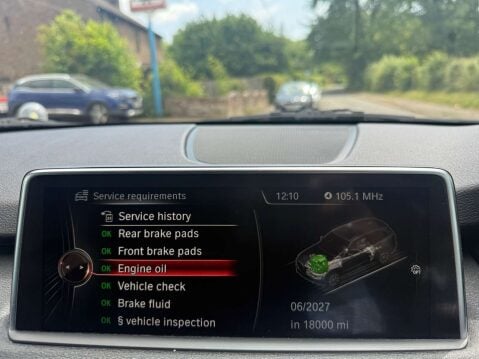 Service requirements
12:10
105.1 MHz
Service history
OK Rear brake pads
OK Front brake pads
OK Engine oil
OK Vehicle check
OK Brake fluid
OK § vehicle inspection
06/2027
in 18000 mi